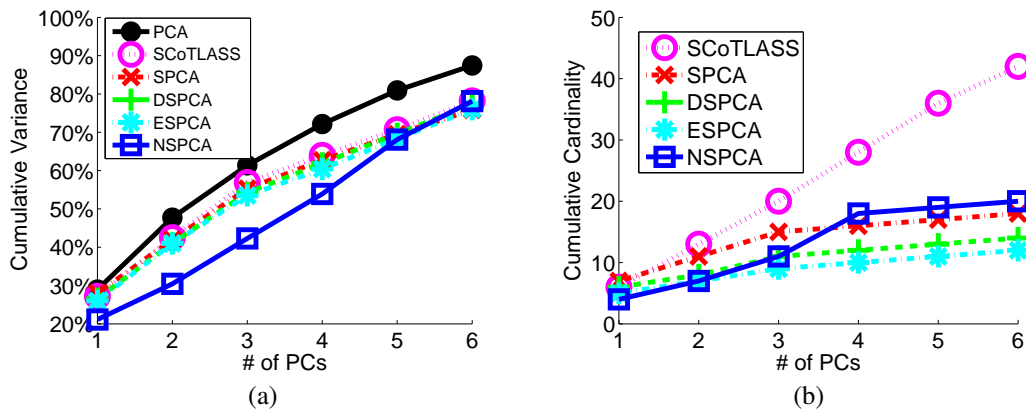 100%
90%
80%
70%
60%
50%
40%
30%
20%
Cumulative Variance
PCA
SCoTLASS
SPCA
DSPCA
ESPCA
NSPCA
1 2 3 4 5 6
# of PCs
(a)
50
40
30
20
10
0
Cumulative Cardinality
SCoTLASS
SPCA
DSPCA
ESPCA
NSPCA
1 2 3 4 5 6
# of PCs
(b)